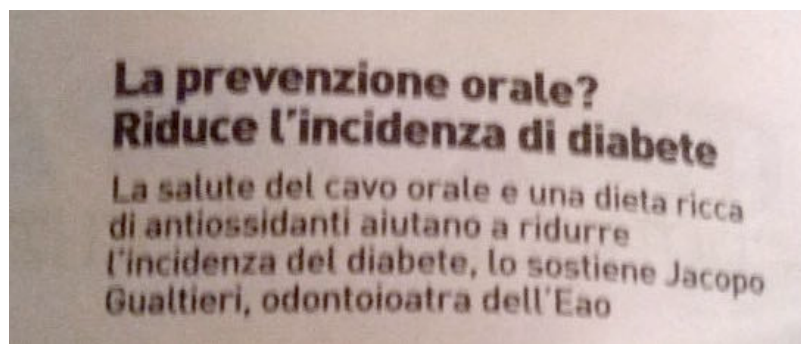 La prevenzione orale?
Riduce l'incidenza di diabete
La salute del cavo orale e una dieta ricca
di antiossidanti aiutano a ridurre
l'incidenza del diabete, lo sostiene Jacopo
Gualtieri, odontoioatra dell'Eao